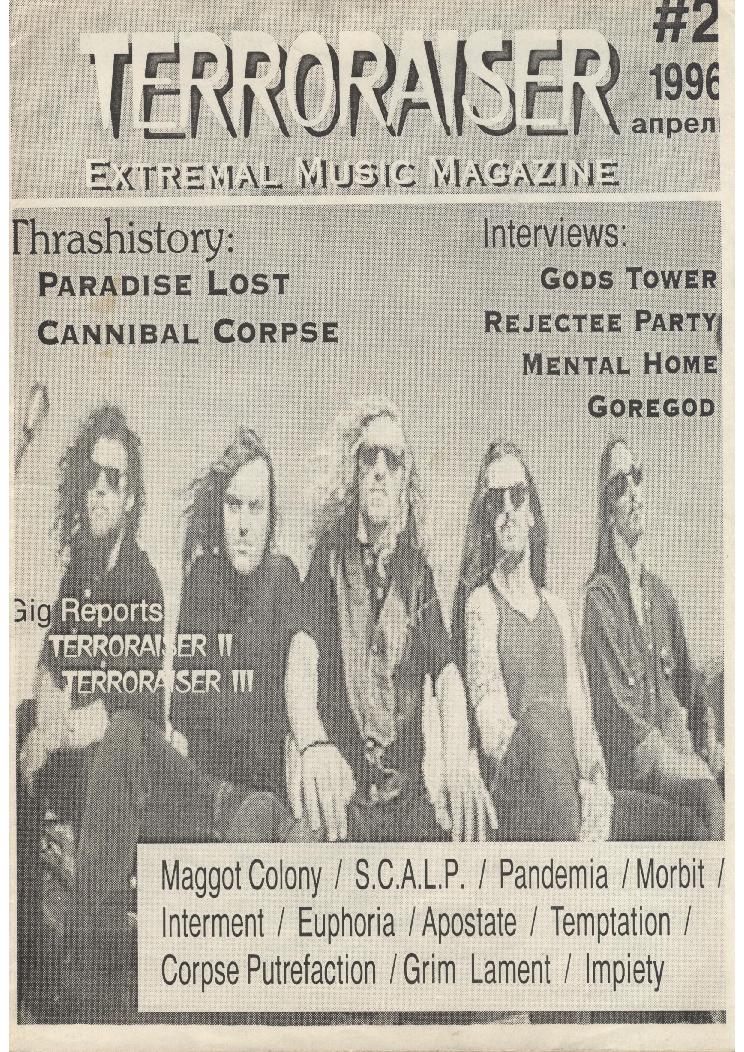 #2
TERRORAISER
1996
апрель
EXTREMAL MUSIC MAGAZINE
Thrashistory:
PARADISE LOST
CANNIBAL CORPSE
Interviews:
GODS TOWER
REJECTEE PARTY
MENTAL HOME
GOREGOD
Gig Reports
TERRORAISER II
TERRORAISER III
Maggot Colony / S.C.A.L.P. / Pandemia / Morbit /
Interment / Euphoria / Apostate / Temptation /
Corpse Putrefaction / Grim Lament / Impiety